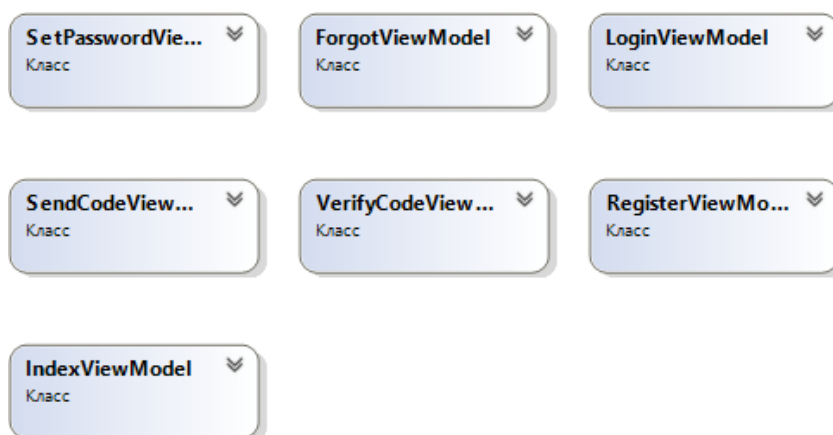 SetPasswordVie...
Класс
ForgotViewModel
Класс
LoginViewModel
Класс
SendCodeView...
Класс
VerifyCodeView...
Класс
RegisterViewMo...
Класс
IndexViewModel
Класс